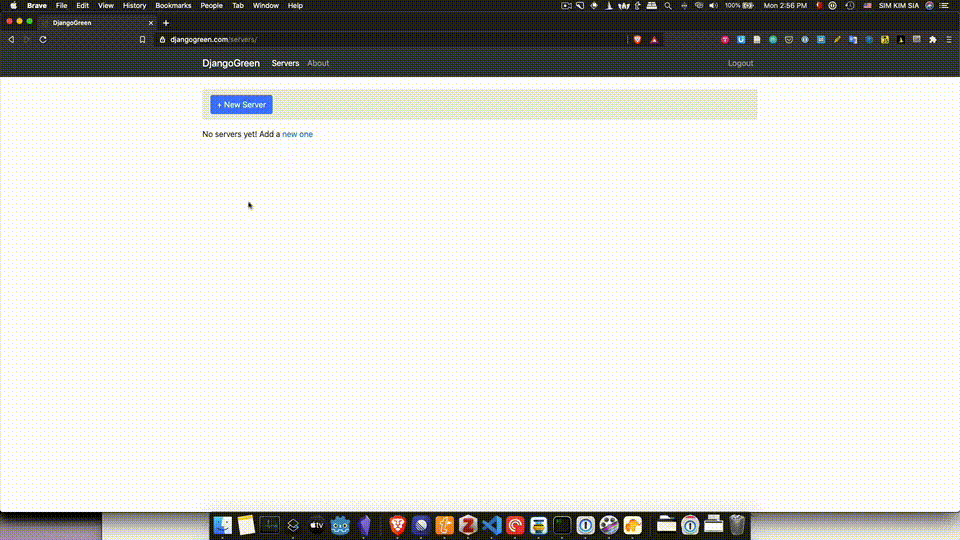 Brave File Edit View History Bookmarks People Tab Window Help 100% Mon 2:56 PM SIM KIM SIA
DjangoGreen
djangogreen.com/servers/
DjangoGreen Servers About Logout
+ New Server
No servers yet! Add a new one
tv